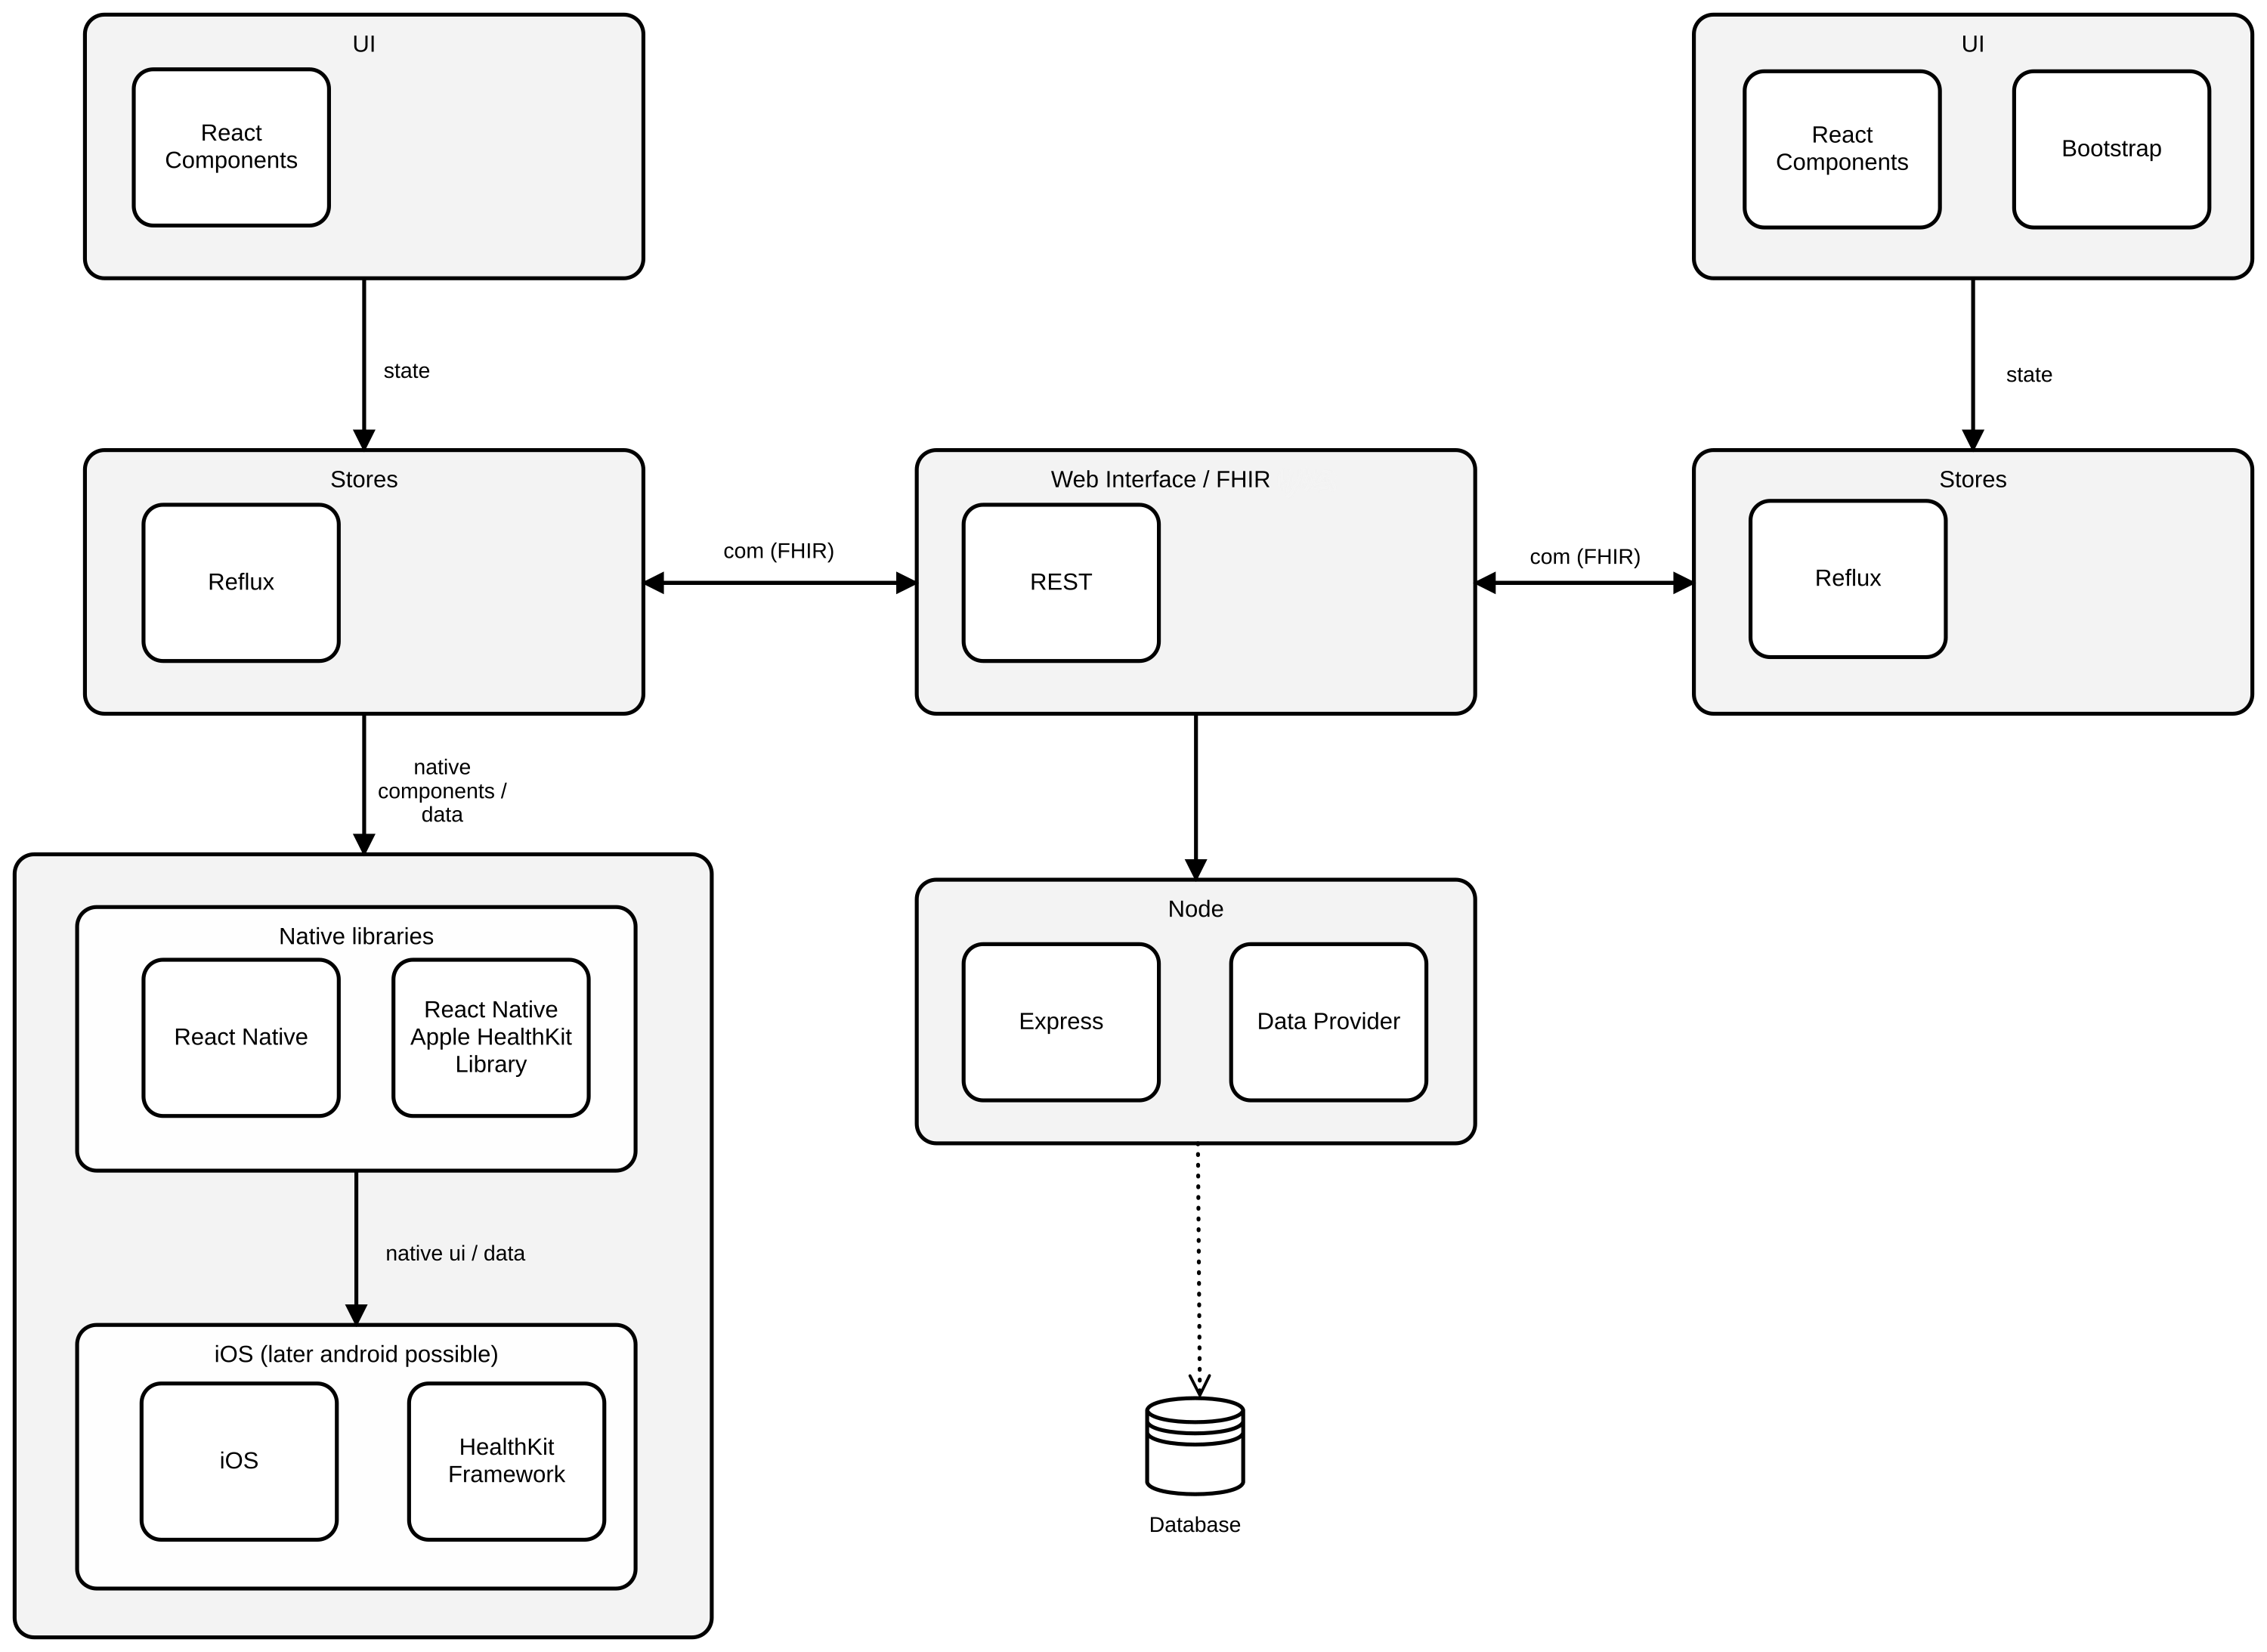 UI
React
Components
state
Stores
Reflux
native
components /
data
Native libraries
React Native
React Native
Apple HealthKit
Library
native ui / data
iOS (later android possible)
iOS
HealthKit
Framework
com (FHIR)
Web Interface / FHIR
REST
Node
Express
Data Provider
Database
com (FHIR)
UI
React
Components
Bootstrap
state
Stores
Reflux